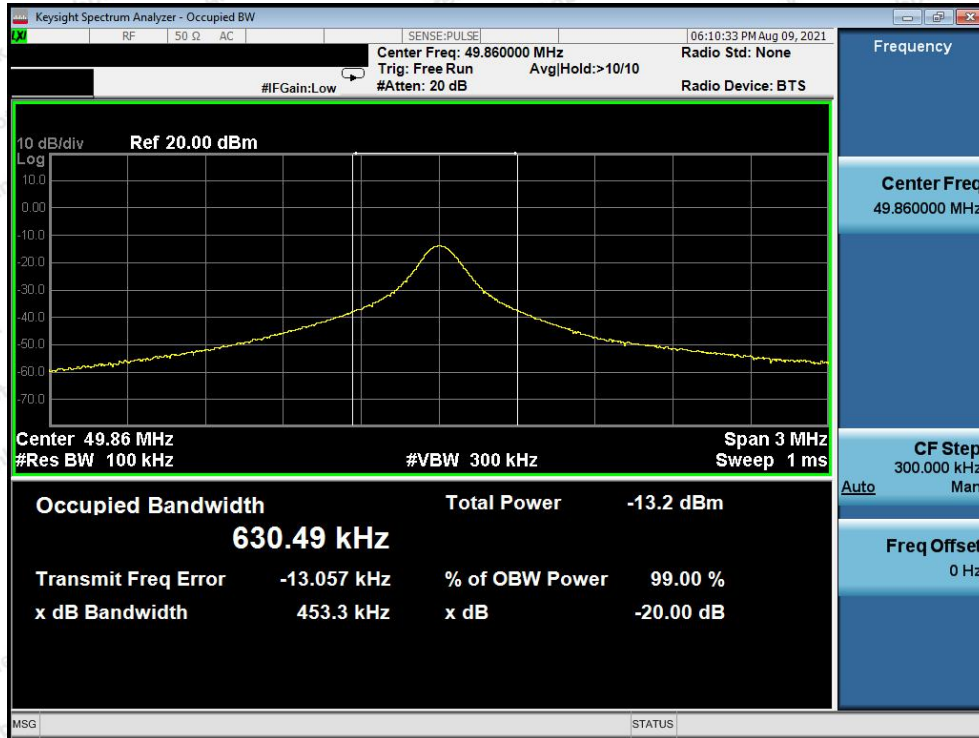 Keysight Spectrum Analyzer - Occupied BW
LXI RF 50 Ω AC SENSE:PULSE 06:10:33 PM Aug 09, 2021
Center Freq: 49.860000 MHz Radio Std: None
Trig: Free Run Avg|Hold:>10/10
#IFGain:Low #Atten: 20 dB Radio Device: BTS
10 dB/div Ref 20.00 dBm
Log
10.0
0.00
-10.0
-20.0
-30.0
-40.0
-50.0
-60.0
-70.0
Center 49.86 MHz Span 3 MHz
#Res BW 100 kHz #VBW 300 kHz Sweep 1 ms
Occupied Bandwidth Total Power -13.2 dBm
630.49 kHz
Transmit Freq Error -13.057 kHz % of OBW Power 99.00 %
x dB Bandwidth 453.3 kHz x dB -20.00 dB
MSG STATUS
Frequency
Center Freq
49.860000 MHz
CF Step
300.000 kHz
Auto Man
Freq Offset
0 Hz